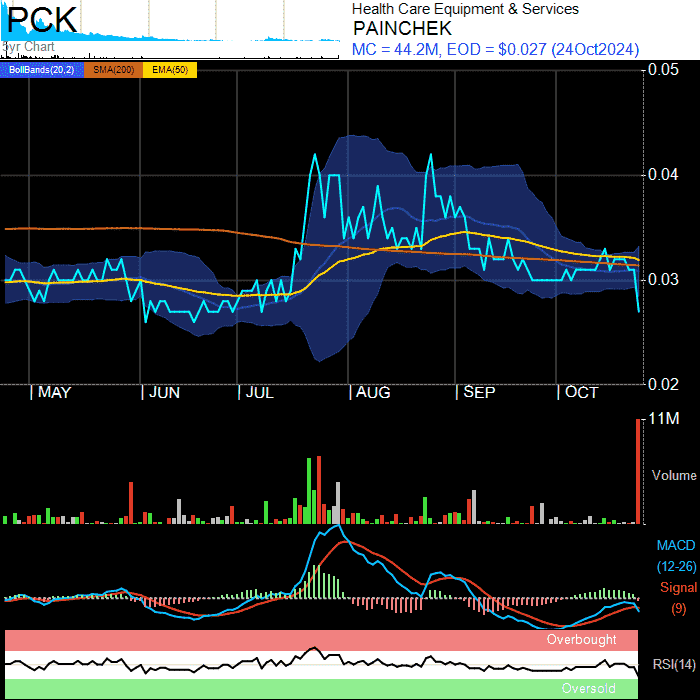 PCK
5yr Chart
Health Care Equipment & Services
PAINCHEK
MC = 44.2M, EOD = $0.027 (24Oct2024)
BollBands(20,2) SMA(200) EMA(50)
0.05
0.04
0.03
0.02
MAY JUN JUL AUG SEP OCT
11M
Volume
MACD
(12-26)
Signal
(9)
Overbought
RSI(14)
Oversold